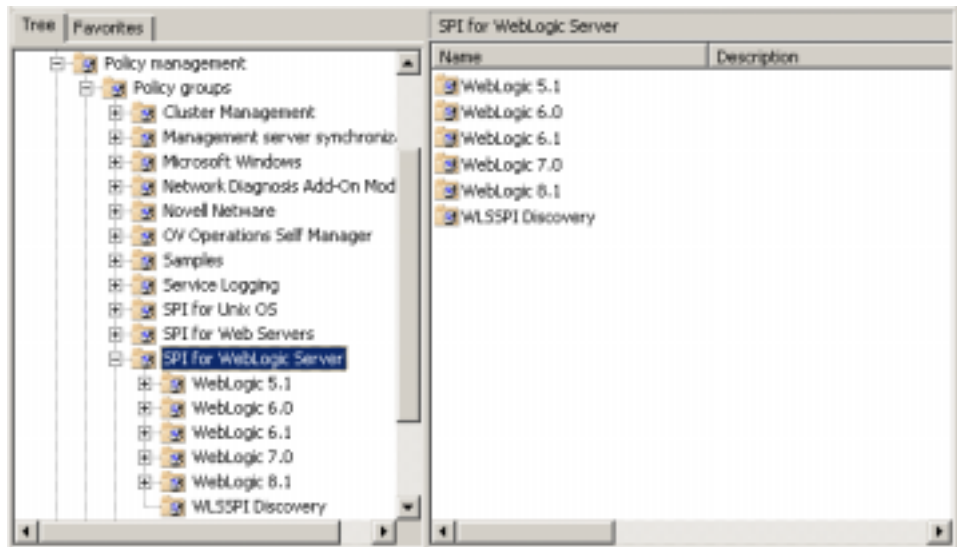 Tree Favorites
Policy management
Policy groups
Cluster Management
Management server synchroniz
Microsoft Windows
Network Diagnosis Add-On Mod
Novell Netware
OV Operations Self Manager
Samples
Service Logging
SPI for Unix OS
SPI for Web Servers
SPI for WebLogic Server
WebLogic 5.1
WebLogic 6.0
WebLogic 6.1
WebLogic 7.0
WebLogic 8.1
WLSSPI Discovery
SPI for WebLogic Server
Name Description
WebLogic 5.1
WebLogic 6.0
WebLogic 6.1
WebLogic 7.0
WebLogic 8.1
WLSSPI Discovery